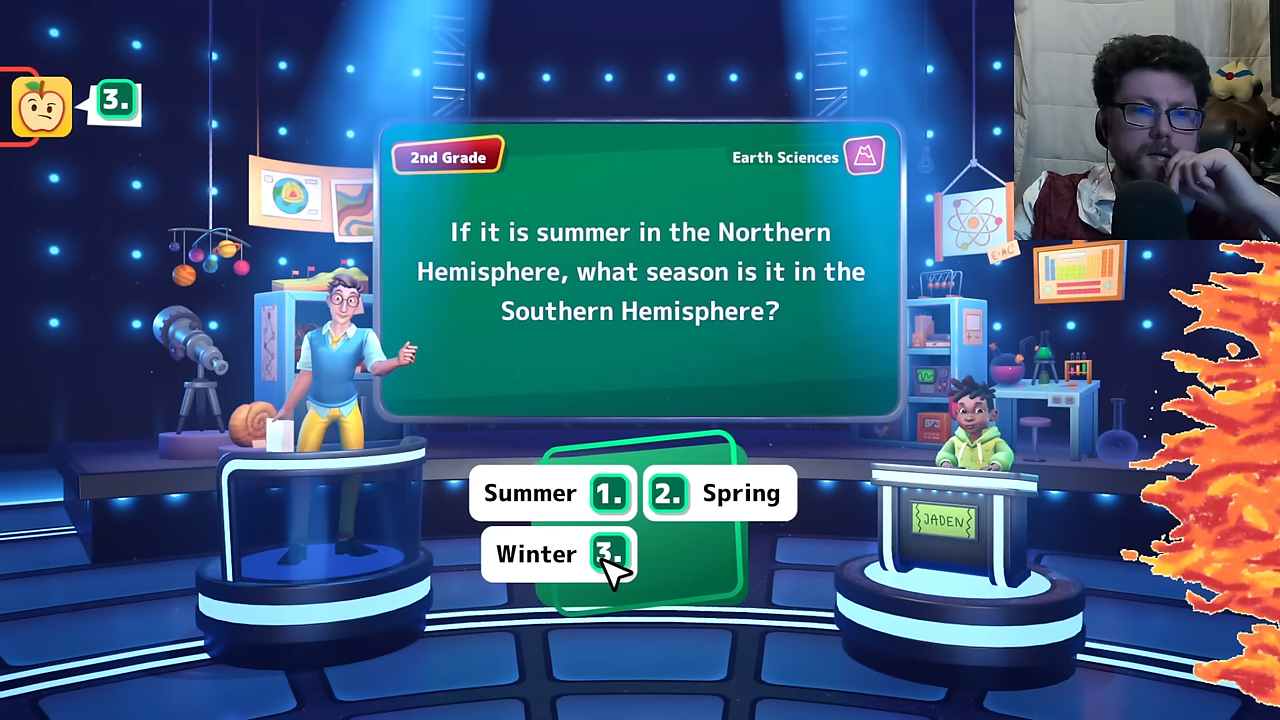 3.
2nd Grade
Earth Sciences
If it is summer in the Northern
Hemisphere, what season is it in the
Southern Hemisphere?
Summer 1.
2. Spring
Winter 3.
JADEN